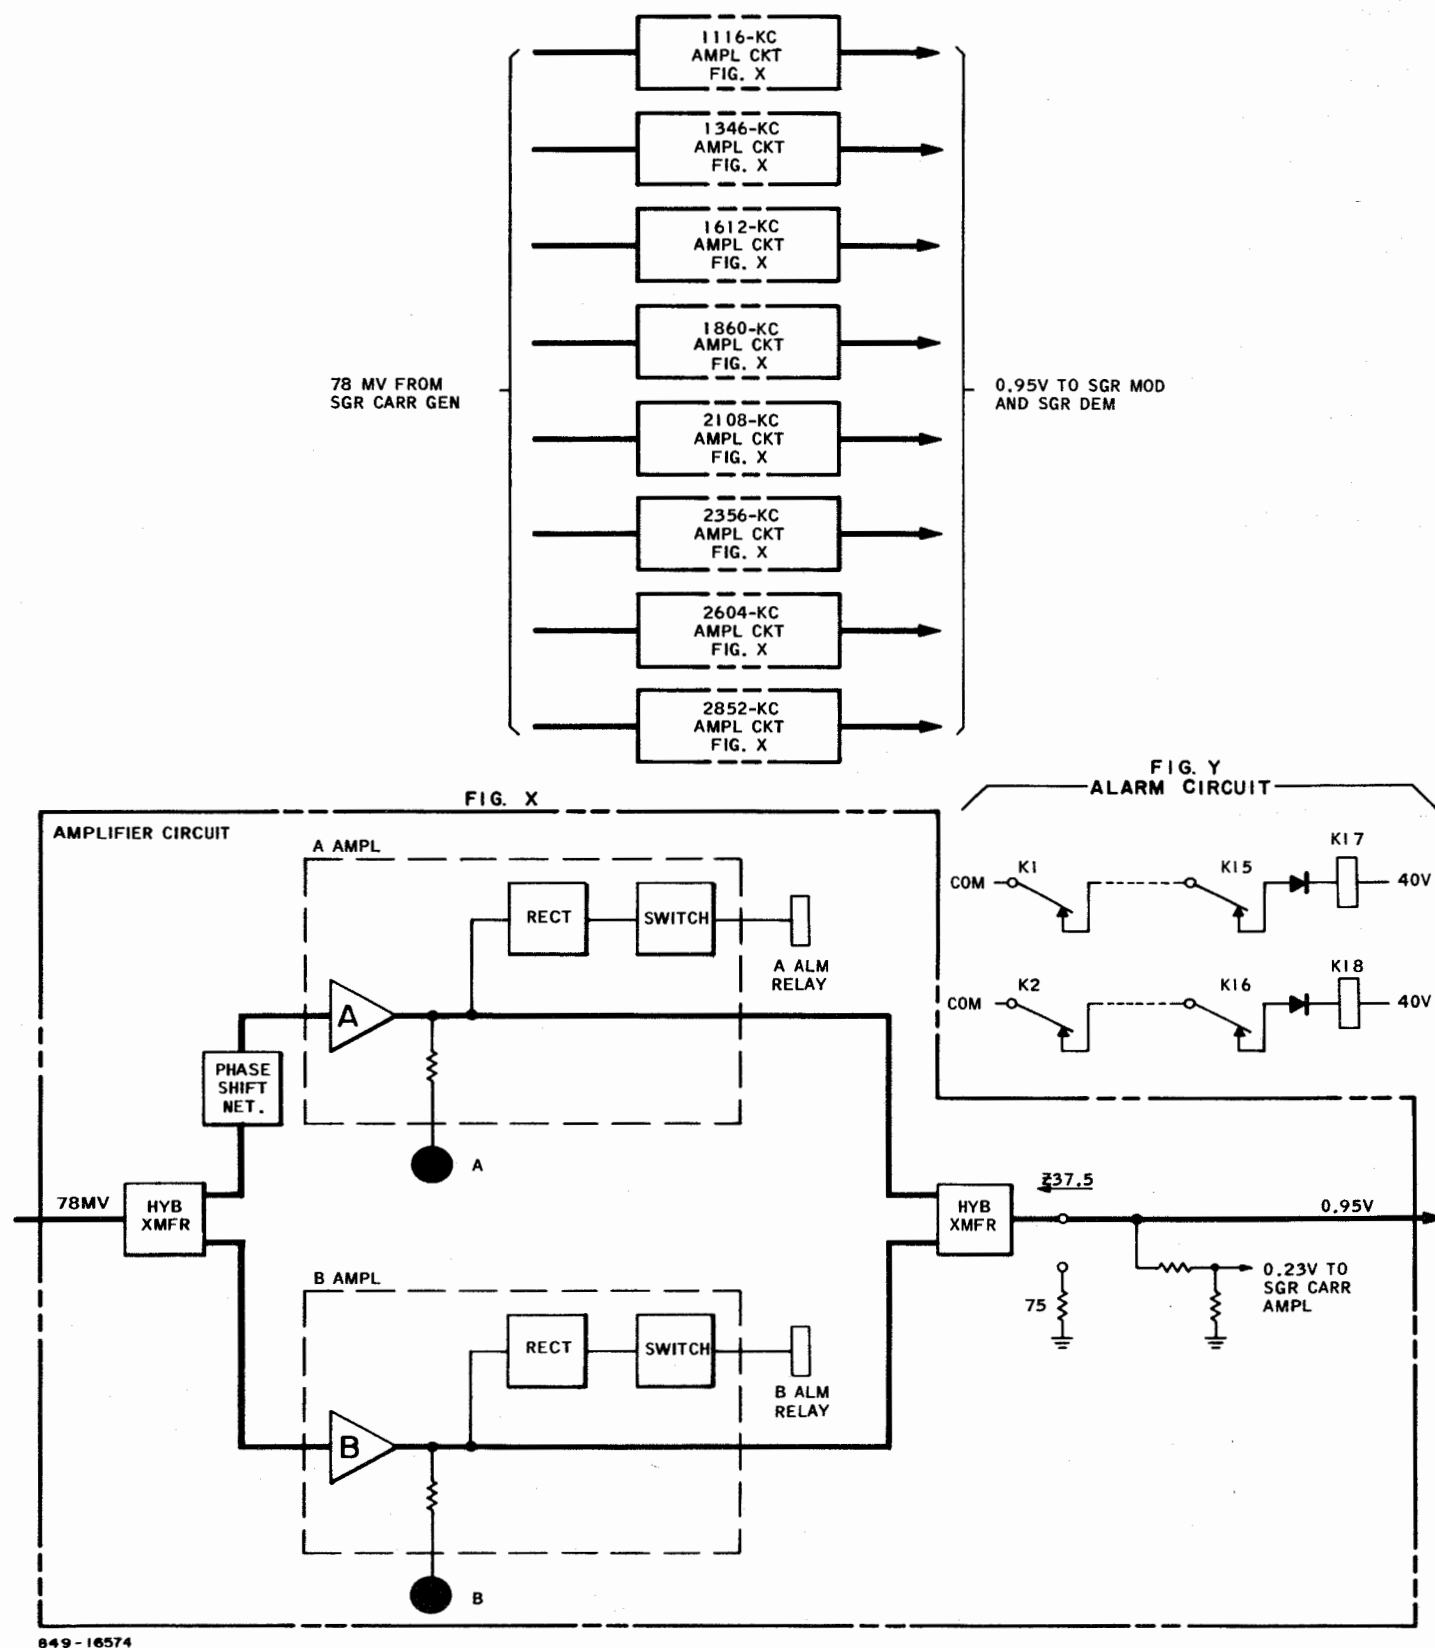 1116-KC
AMPL CKT
FIG. X
1346-KC
AMPL CKT
FIG. X
1612-KC
AMPL CKT
FIG. X
1860-KC
AMPL CKT
FIG. X
78 MV FROM
SGR CARR GEN
0.95V TO SGR MOD
AND SGR DEM
2108-KC
AMPL CKT
FIG. X
2356-KC
AMPL CKT
FIG. X
2604-KC
AMPL CKT
FIG. X
2852-KC
AMPL CKT
FIG. X
FIG. Y
ALARM CIRCUIT
K1
K15
K17
COM
40V
K2
K16
K18
COM
40V
FIG. X
AMPLIFIER CIRCUIT
A AMPL
RECT
SWITCH
A ALM
RELAY
A
PHASE
SHIFT
NET.
A
78MV
HYB
XMFR
HYB
XMFR
Z37.5
0.95V
0.23V TO
SGR CARR
AMPL
75
B AMPL
RECT
SWITCH
B ALM
RELAY
B
B
849-16574